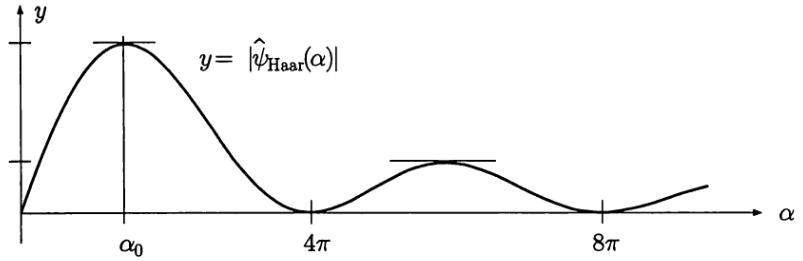 y
y = |ψ̂_Haar(α)|
α
α₀
4π
8π